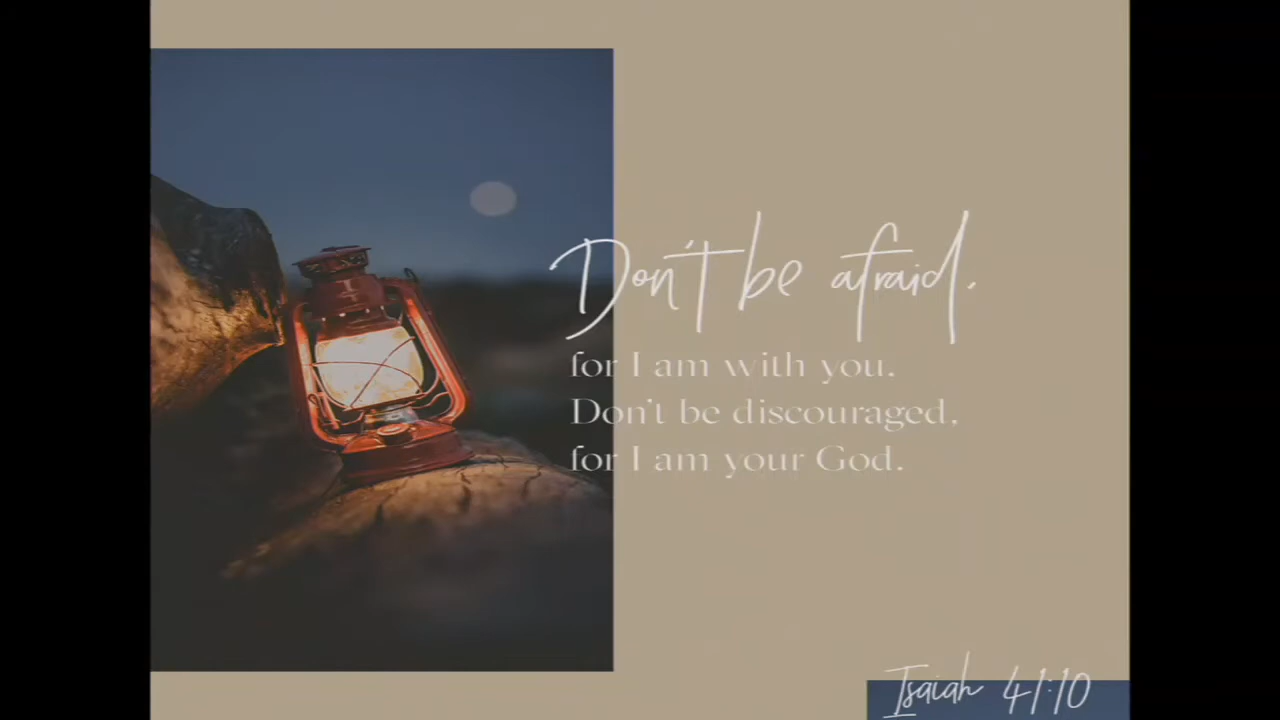 Don't be afraid,
for I am with you.
Don't be discouraged,
for I am your God.
Isaiah 41:10